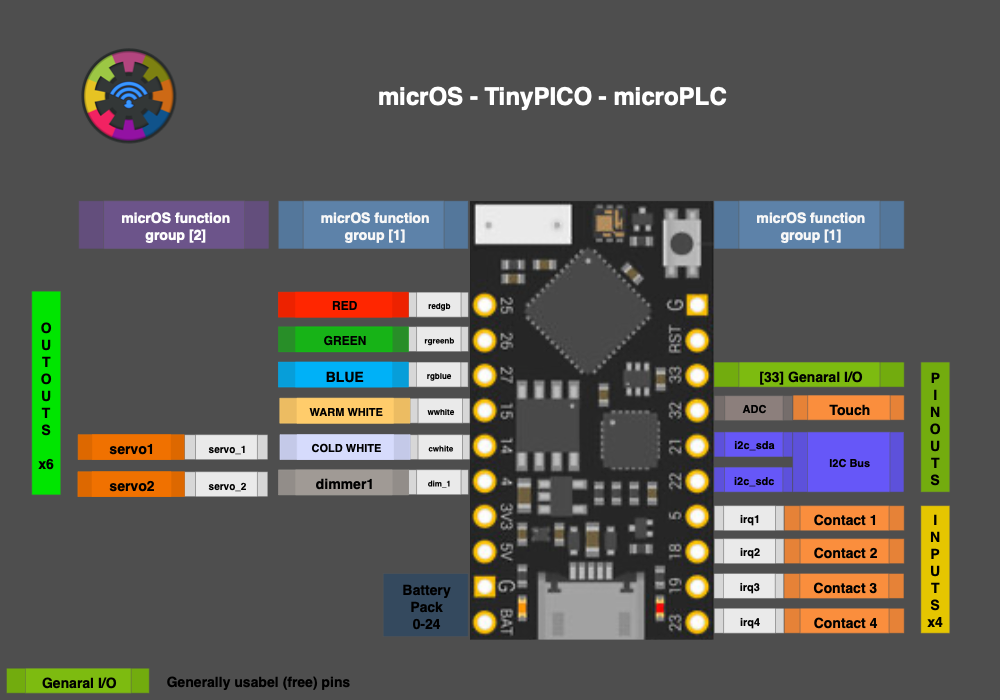 micrOS - TinyPICO - microPLC
micrOS function
group [2]
micrOS function
group [1]
micrOS function
group [1]
OUTOUTS
x6
RED
redgb
GREEN
rgreenb
BLUE
rgblue
WARM WHITE
wwhite
servo1
servo_1
COLD WHITE
cwhite
servo2
servo_2
dimmer1
dim_1
Battery
Pack
0-24
25
26
27
15
14
4
3V3
5V
G
BAT
G
RST
33
32
21
22
5
18
19
23
[33] Genaral I/O
ADC
Touch
i2c_sda
i2c_sdc
I2C Bus
irq1
Contact 1
irq2
Contact 2
irq3
Contact 3
irq4
Contact 4
PINOUTS
INPUTS
x4
Genaral I/O
Generally usabel (free) pins